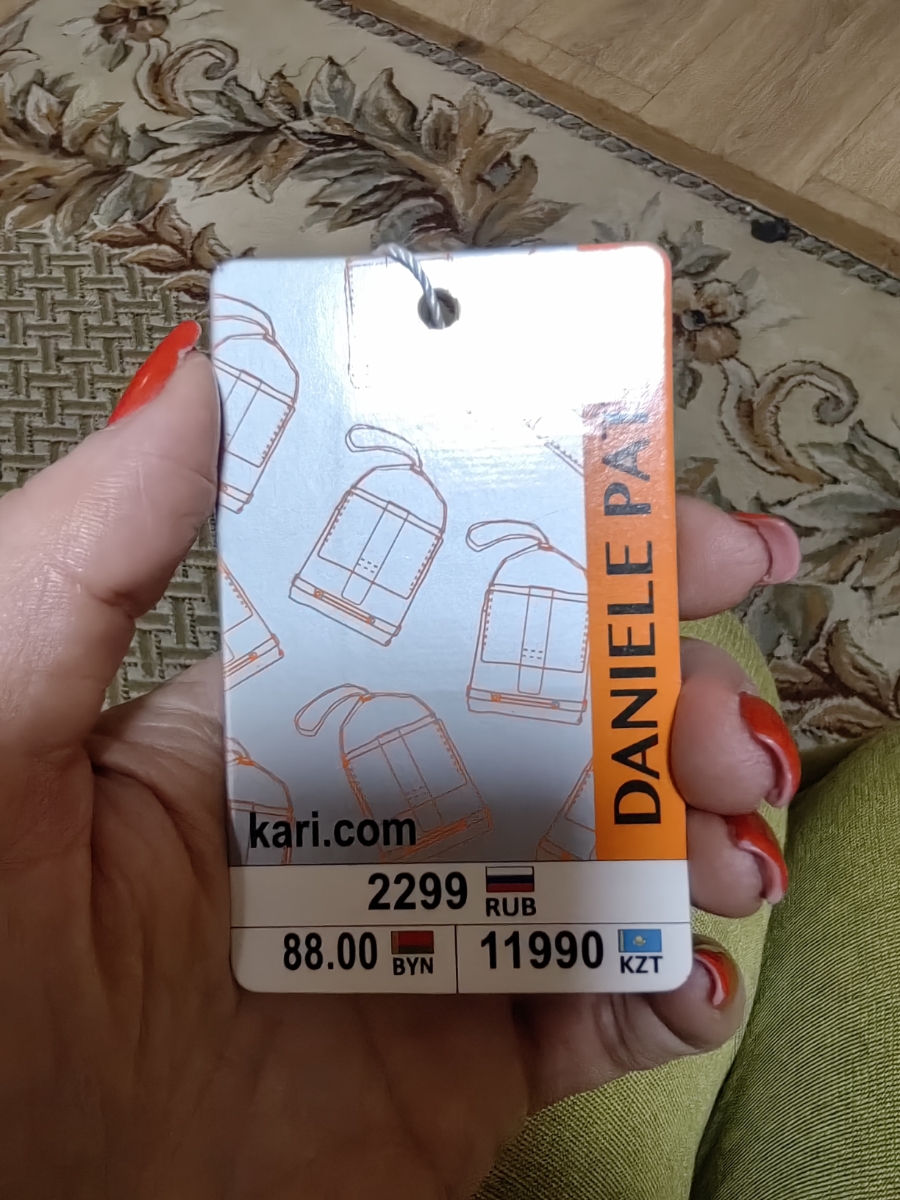 DANIELE PAT
kari.com
2299 RUB
88.00 BYN
11990 KZT